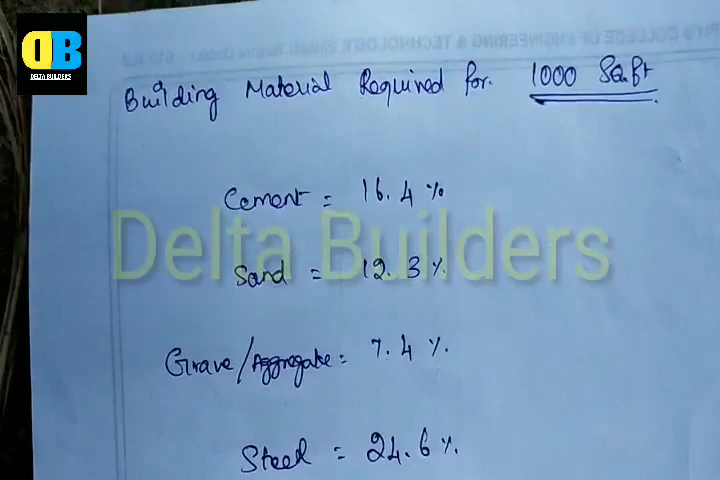 DB
DELTA BUILDERS
Building Material Required for. 1000 Sq.ft
Cement = 16.4 %
Delta Builders
Sand = 12.3 %.
Grave/Aggregate = 7.4 %.
Steel = 24.6 %.